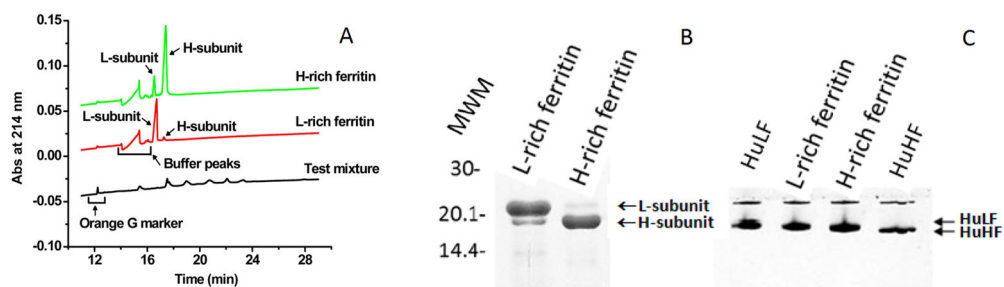 A
0.15
0.10
0.05
0.00
-0.05
-0.10
Abs at 214 nm
H-subunit
L-subunit
H-rich ferritin
L-subunit
H-subunit
L-rich ferritin
Buffer peaks
Test mixture
Orange G marker
12
16
20
24
28
Time (min)
B
MWM
L-rich ferritin
H-rich ferritin
30-
20.1-
14.4-
←L-subunit
←H-subunit
C
HuLF
L-rich ferritin
H-rich ferritin
HuHF
←HuLF
←HuHF